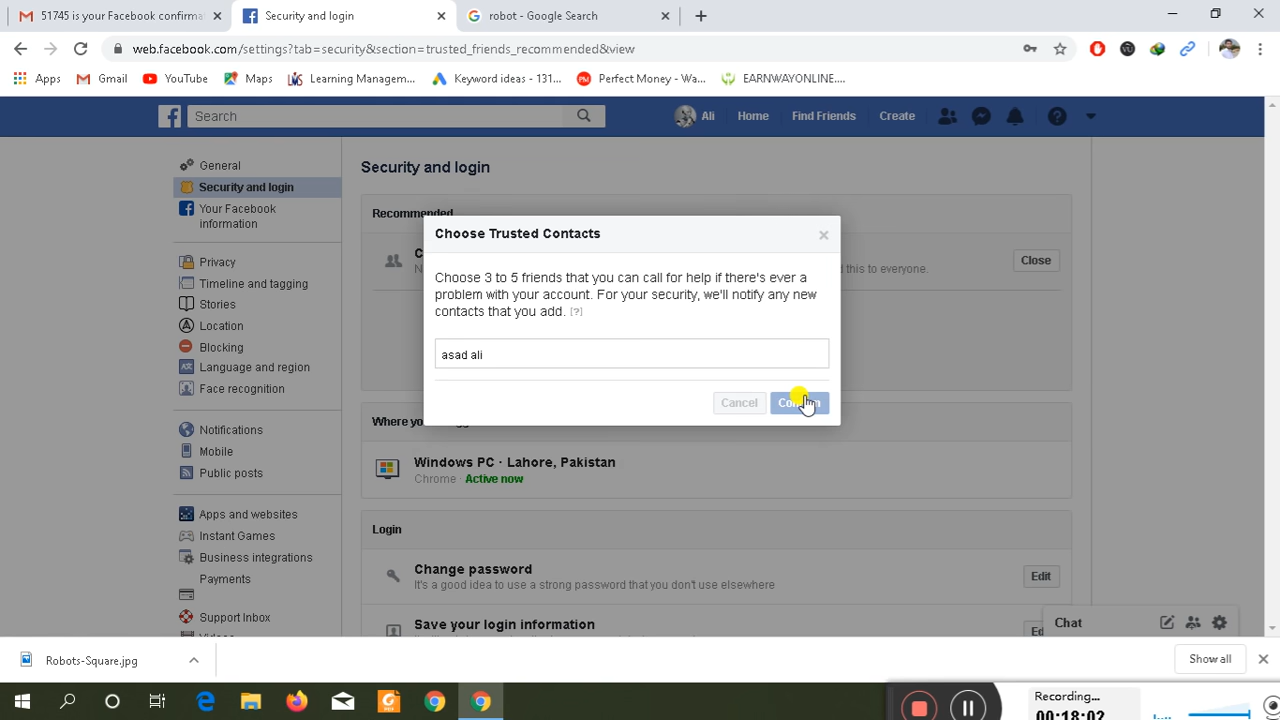 51745 is your Facebook confirma
Security and login
robot - Google Search
web.facebook.com/settings?tab=security&section=trusted_friends_recommended&view
Apps
Gmail
YouTube
Maps
Learning Managem...
Keyword ideas - 131...
Perfect Money - Wa...
EARNWAYONLINE....
Search
Ali
Home
Find Friends
Create
General
Security and login
Your Facebook
information
Privacy
Timeline and tagging
Stories
Location
Blocking
Language and region
Face recognition
Notifications
Mobile
Public posts
Apps and websites
Instant Games
Business integrations
Payments
Support Inbox
Security and login
Recommended
Close
d this to everyone.
Choose Trusted Contacts
Choose 3 to 5 friends that you can call for help if there's ever a
problem with your account. For your security, we'll notify any new
contacts that you add. [?]
asad ali
Cancel
Where yo
Windows PC · Lahore, Pakistan
Chrome · Active now
Login
Change password
It's a good idea to use a strong password that you don't use elsewhere
Edit
Save your login information
Chat
Robots-Square.jpg
Show all
Recording...
00:18:02